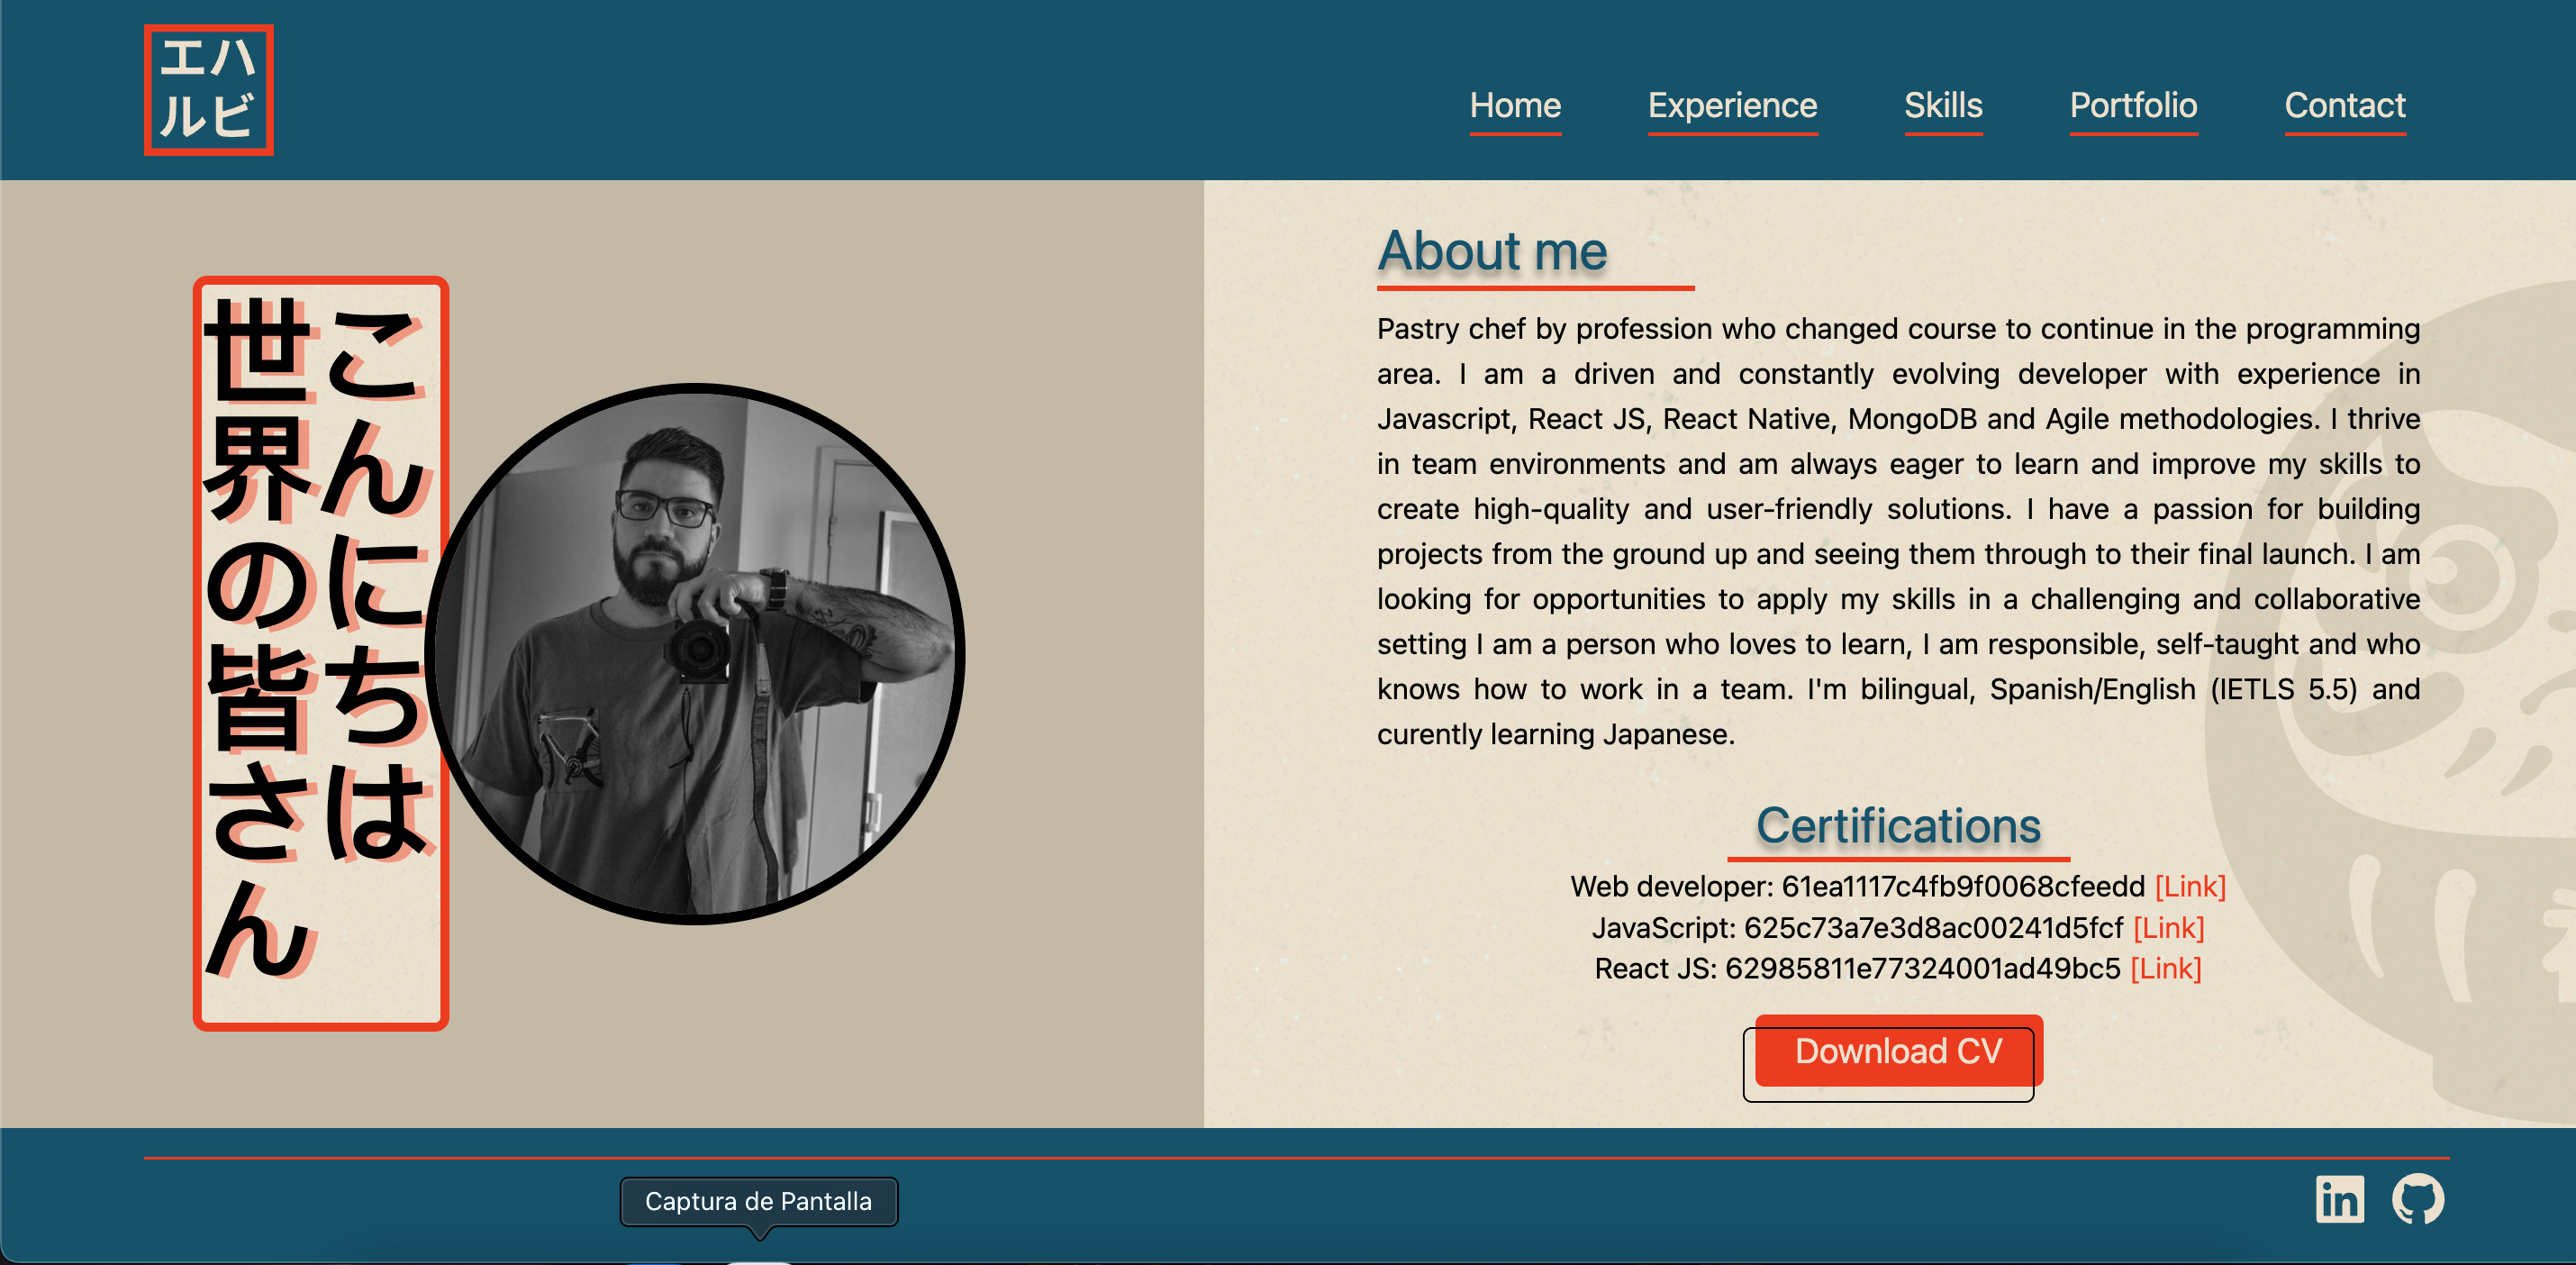 ハビ
エル
Home
Experience
Skills
Portfolio
Contact
こんにちは
世界の皆さん
About me
Pastry chef by profession who changed course to continue in the programming
area. I am a driven and constantly evolving developer with experience in
Javascript, React JS, React Native, MongoDB and Agile methodologies. I thrive
in team environments and am always eager to learn and improve my skills to
create high-quality and user-friendly solutions. I have a passion for building
projects from the ground up and seeing them through to their final launch. I am
looking for opportunities to apply my skills in a challenging and collaborative
setting I am a person who loves to learn, I am responsible, self-taught and who
knows how to work in a team. I'm bilingual, Spanish/English (IETLS 5.5) and
curently learning Japanese.
Certifications
Web developer: 61ea1117c4fb9f0068cfeedd [Link]
JavaScript: 625c73a7e3d8ac00241d5fcf [Link]
React JS: 62985811e77324001ad49bc5 [Link]
Download CV
Captura de Pantalla
in